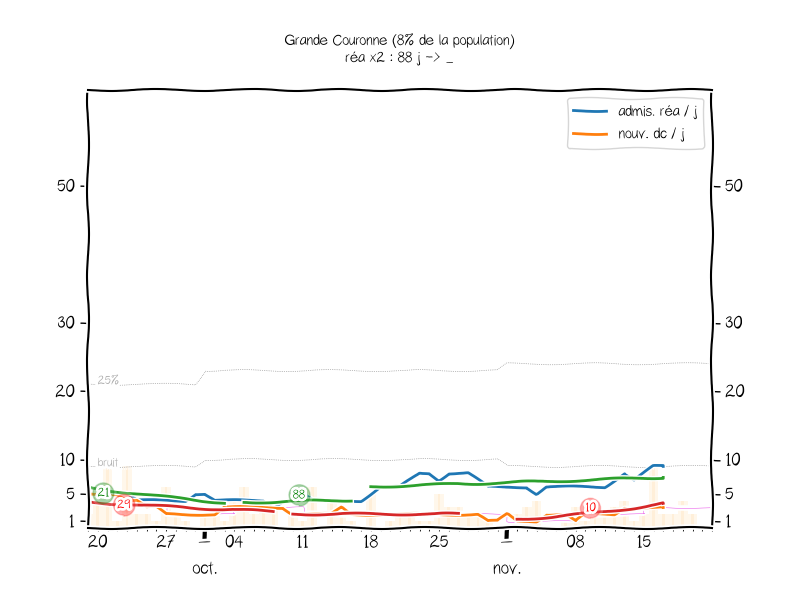 Grande Couronne (8% de la population)
réa x2 : 88 j -> _
admis. réa / j
nouv. dc / j
50 50
30 30
25%
20 20
bruit
10 10
21 29 88 10
5 5
1 1
20 27 1 04 11 18 25 1 08 15
oct. nov.